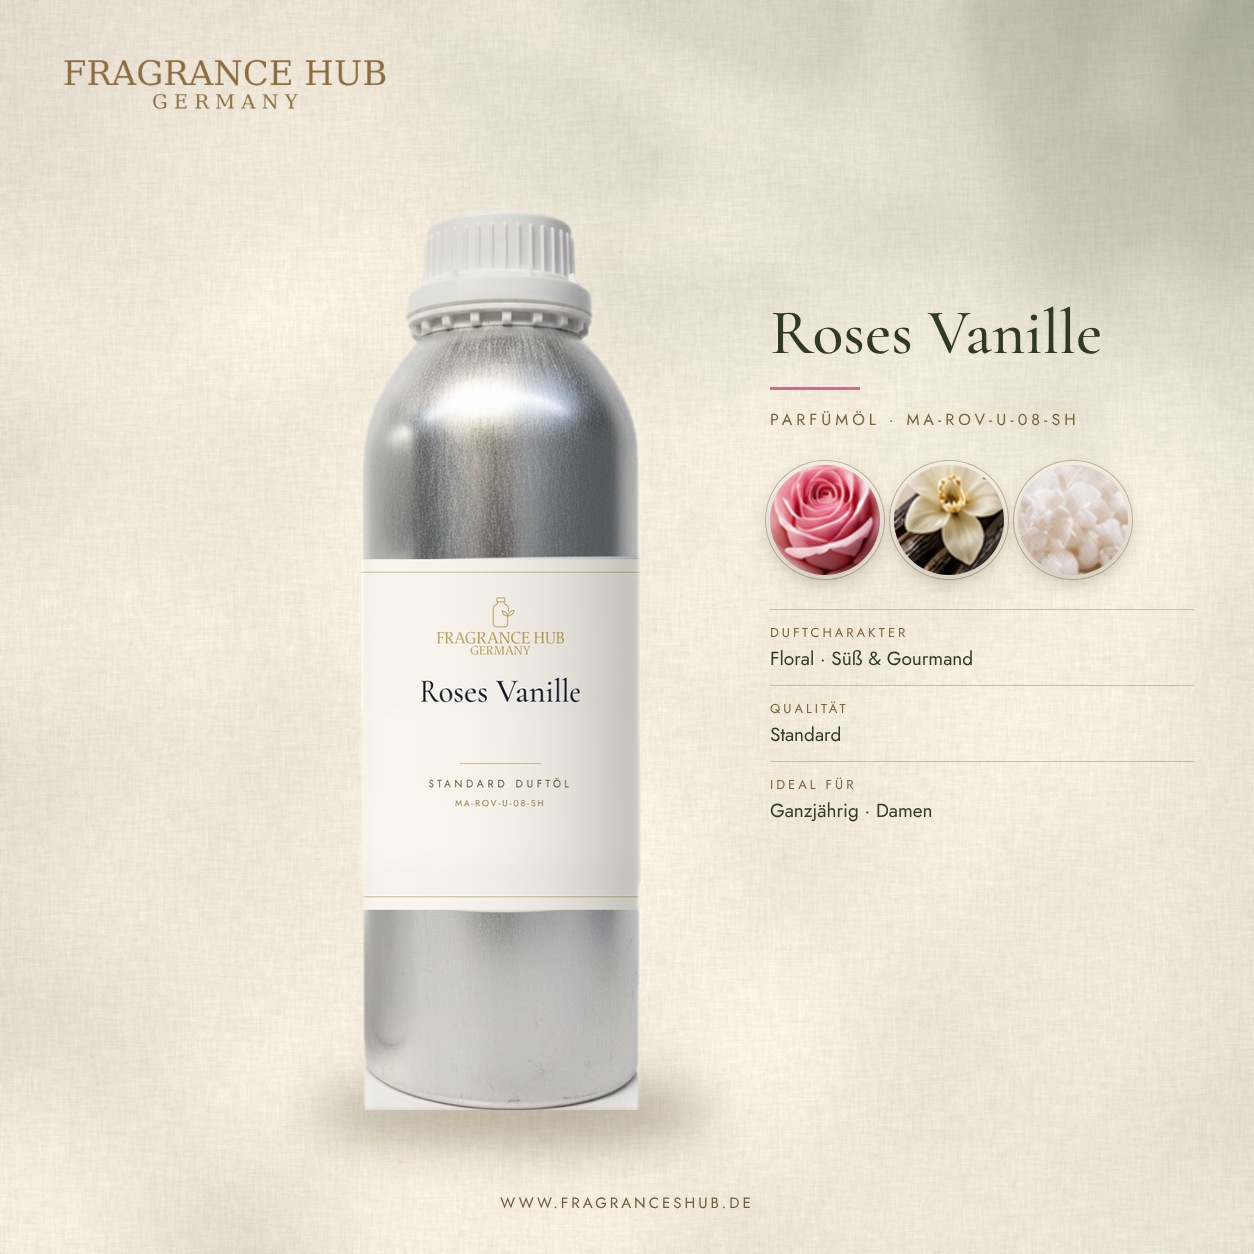 FRAGRANCE HUB
GERMANY
Roses Vanille
PARFÜMÖL · MA-ROV-U-08-SH
DUFTCHARAKTER
Floral · Süß & Gourmand
QUALITÄT
Standard
IDEAL FÜR
Ganzjährig · Damen
FRAGRANCE HUB
GERMANY
Roses Vanille
STANDARD DUFTÖL
MA-ROV-U-08-SH
WWW.FRAGRANCESHUB.DE